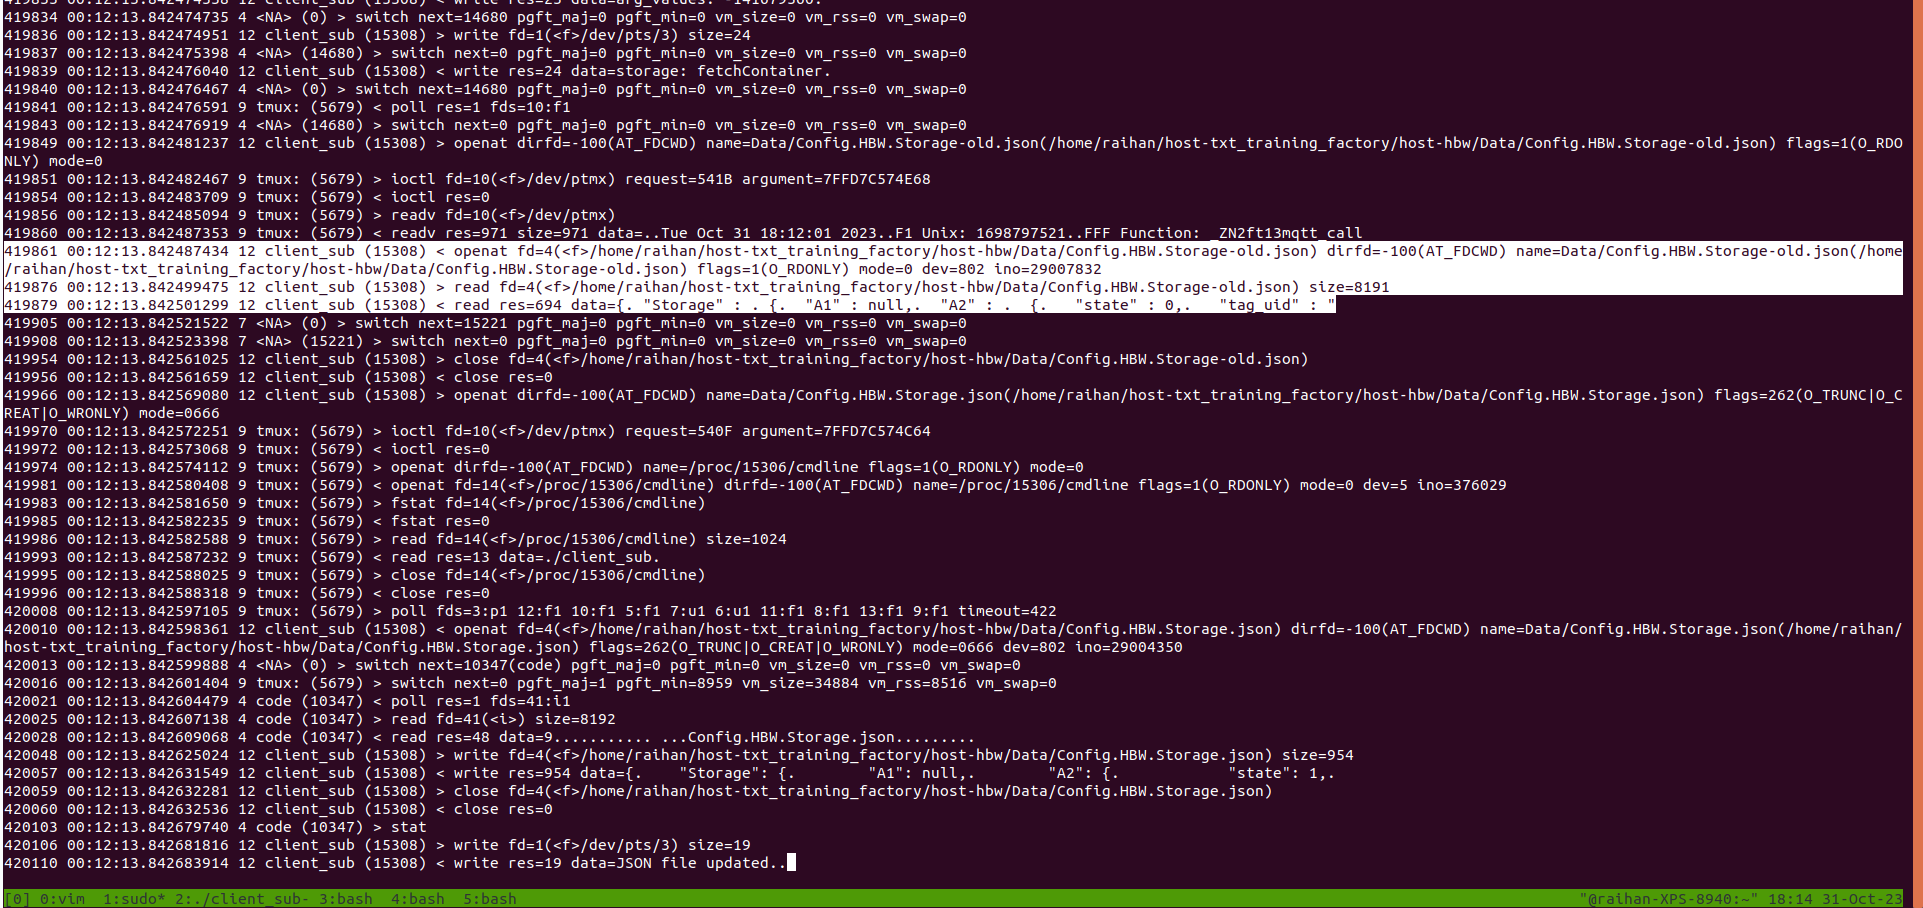 419833 00:12:13.842474338 12 client_sub (15308) < write res=23 data=arg_values: -141079560.
419834 00:12:13.842474735 4 <NA> (0) > switch next=14680 pgft_maj=0 pgft_min=0 vm_size=0 vm_rss=0 vm_swap=0
419836 00:12:13.842474951 12 client_sub (15308) > write fd=1(<f>/dev/pts/3) size=24
419837 00:12:13.842475398 4 <NA> (14680) > switch next=0 pgft_maj=0 pgft_min=0 vm_size=0 vm_rss=0 vm_swap=0
419839 00:12:13.842476040 12 client_sub (15308) < write res=24 data=storage: fetchContainer.
419840 00:12:13.842476467 4 <NA> (0) > switch next=14680 pgft_maj=0 pgft_min=0 vm_size=0 vm_rss=0 vm_swap=0
419841 00:12:13.842476591 9 tmux: (5679) < poll res=1 fds=10:f1
419843 00:12:13.842476919 4 <NA> (14680) > switch next=0 pgft_maj=0 pgft_min=0 vm_size=0 vm_rss=0 vm_swap=0
419849 00:12:13.842481237 12 client_sub (15308) > openat dirfd=-100(AT_FDCWD) name=Data/Config.HBW.Storage-old.json(/home/raihan/host-txt_training_factory/host-hbw/Data/Config.HBW.Storage-old.json) flags=1(O_RDO
NLY) mode=0
419851 00:12:13.842482467 9 tmux: (5679) > ioctl fd=10(<f>/dev/ptmx) request=541B argument=7FFD7C574E68
419854 00:12:13.842483709 9 tmux: (5679) < ioctl res=0
419856 00:12:13.842485094 9 tmux: (5679) > readv fd=10(<f>/dev/ptmx)
419860 00:12:13.842487353 9 tmux: (5679) < readv res=971 size=971 data=..Tue Oct 31 18:12:01 2023..F1 Unix: 1698797521..FFF Function: _ZN2ft13mqtt_call
419861 00:12:13.842487434 12 client_sub (15308) < openat fd=4(<f>/home/raihan/host-txt_training_factory/host-hbw/Data/Config.HBW.Storage-old.json) dirfd=-100(AT_FDCWD) name=Data/Config.HBW.Storage-old.json(/home
/raihan/host-txt_training_factory/host-hbw/Data/Config.HBW.Storage-old.json) flags=1(O_RDONLY) mode=0 dev=802 ino=29007832
419876 00:12:13.842499475 12 client_sub (15308) > read fd=4(<f>/home/raihan/host-txt_training_factory/host-hbw/Data/Config.HBW.Storage-old.json) size=8191
419879 00:12:13.842501299 12 client_sub (15308) < read res=694 data={. "Storage" : . {.  "A1" : null,.  "A2" : .  {.   "state" : 0,.   "tag_uid" : "
419905 00:12:13.842521522 7 <NA> (0) > switch next=15221 pgft_maj=0 pgft_min=0 vm_size=0 vm_rss=0 vm_swap=0
419908 00:12:13.842523398 7 <NA> (15221) > switch next=0 pgft_maj=0 pgft_min=0 vm_size=0 vm_rss=0 vm_swap=0
419954 00:12:13.842561025 12 client_sub (15308) > close fd=4(<f>/home/raihan/host-txt_training_factory/host-hbw/Data/Config.HBW.Storage-old.json)
419956 00:12:13.842561659 12 client_sub (15308) < close res=0
419966 00:12:13.842569080 12 client_sub (15308) > openat dirfd=-100(AT_FDCWD) name=Data/Config.HBW.Storage.json(/home/raihan/host-txt_training_factory/host-hbw/Data/Config.HBW.Storage.json) flags=262(O_TRUNC|O_C
REAT|O_WRONLY) mode=0666
419970 00:12:13.842572251 9 tmux: (5679) > ioctl fd=10(<f>/dev/ptmx) request=540F argument=7FFD7C574C64
419972 00:12:13.842573068 9 tmux: (5679) < ioctl res=0
419974 00:12:13.842574112 9 tmux: (5679) > openat dirfd=-100(AT_FDCWD) name=/proc/15306/cmdline flags=1(O_RDONLY) mode=0
419981 00:12:13.842580408 9 tmux: (5679) < openat fd=14(<f>/proc/15306/cmdline) dirfd=-100(AT_FDCWD) name=/proc/15306/cmdline flags=1(O_RDONLY) mode=0 dev=5 ino=376029
419983 00:12:13.842581650 9 tmux: (5679) > fstat fd=14(<f>/proc/15306/cmdline)
419985 00:12:13.842582235 9 tmux: (5679) < fstat res=0
419986 00:12:13.842582588 9 tmux: (5679) > read fd=14(<f>/proc/15306/cmdline) size=1024
419993 00:12:13.842587232 9 tmux: (5679) < read res=13 data=./client_sub.
419995 00:12:13.842588025 9 tmux: (5679) > close fd=14(<f>/proc/15306/cmdline)
419996 00:12:13.842588318 9 tmux: (5679) < close res=0
420008 00:12:13.842597105 9 tmux: (5679) > poll fds=3:p1 12:f1 10:f1 5:f1 7:u1 6:u1 11:f1 8:f1 13:f1 9:f1 timeout=422
420010 00:12:13.842598361 12 client_sub (15308) < openat fd=4(<f>/home/raihan/host-txt_training_factory/host-hbw/Data/Config.HBW.Storage.json) dirfd=-100(AT_FDCWD) name=Data/Config.HBW.Storage.json(/home/raihan/
host-txt_training_factory/host-hbw/Data/Config.HBW.Storage.json) flags=262(O_TRUNC|O_CREAT|O_WRONLY) mode=0666 dev=802 ino=29004350
420013 00:12:13.842599888 4 <NA> (0) > switch next=10347(code) pgft_maj=0 pgft_min=0 vm_size=0 vm_rss=0 vm_swap=0
420016 00:12:13.842601404 9 tmux: (5679) > switch next=0 pgft_maj=1 pgft_min=8959 vm_size=34884 vm_rss=8516 vm_swap=0
420021 00:12:13.842604479 4 code (10347) < poll res=1 fds=41:i1
420025 00:12:13.842607138 4 code (10347) > read fd=41(<i>) size=8192
420028 00:12:13.842609068 4 code (10347) < read res=48 data=9........... ...Config.HBW.Storage.json.........
420048 00:12:13.842625024 12 client_sub (15308) > write fd=4(<f>/home/raihan/host-txt_training_factory/host-hbw/Data/Config.HBW.Storage.json) size=954
420057 00:12:13.842631549 12 client_sub (15308) < write res=954 data={.    "Storage": {.        "A1": null,.        "A2": {.            "state": 1,.
420059 00:12:13.842632281 12 client_sub (15308) > close fd=4(<f>/home/raihan/host-txt_training_factory/host-hbw/Data/Config.HBW.Storage.json)
420060 00:12:13.842632536 12 client_sub (15308) < close res=0
420103 00:12:13.842679740 4 code (10347) > stat
420106 00:12:13.842681816 12 client_sub (15308) > write fd=1(<f>/dev/pts/3) size=19
420110 00:12:13.842683914 12 client_sub (15308) < write res=19 data=JSON file updated..
[0] 0:vim  1:sudo* 2:./client_sub- 3:bash  4:bash  5:bash "@raihan-XPS-8940:~" 18:14 31-Oct-23